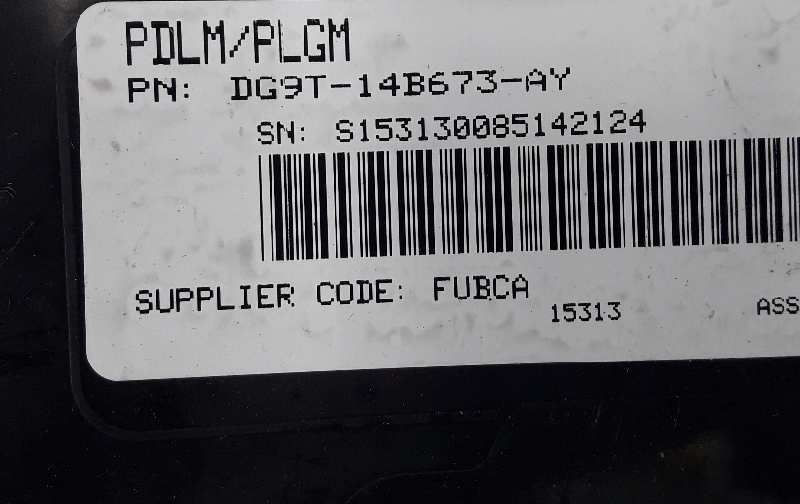 PDLM/PLGM
PN: DG9T-14B673-AY
SN: S153130085142124
SUPPLIER CODE: FUBCA
15313
ASS